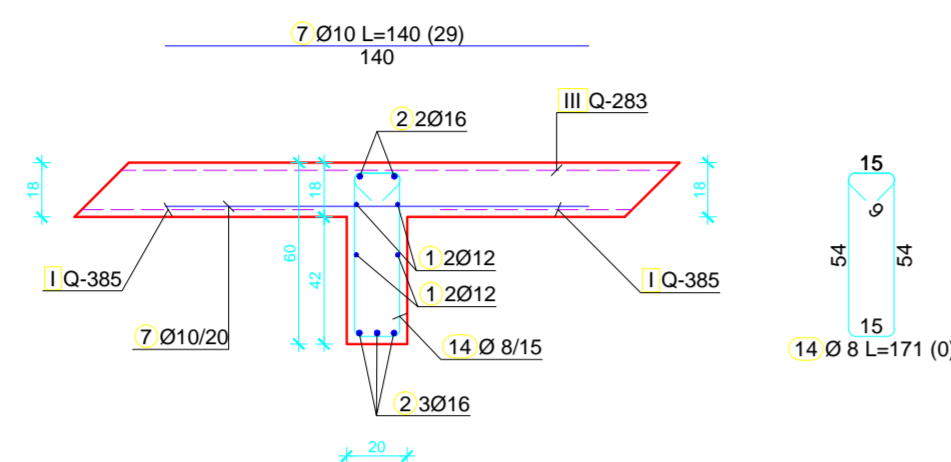 7 Ø10 L=140 (29)
140
III Q-283
2 2Ø16
18
18
60
42
18
I Q-385
7 Ø10/20
1 2Ø12
1 2Ø12
14 Ø 8/15
2 3Ø16
I Q-385
20
15
9
54
54
15
14 Ø 8 L=171 (0)